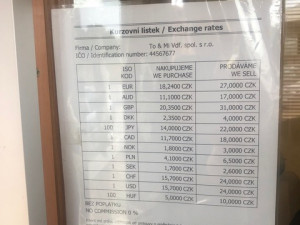 Kurzovní lístek / Exchange rates
Firma / Company: To & Mi Vdf. spol. s r.o.
IČO / Identification number: 44567677
ISO KÓD NAKUPUJEME WE PURCHASE PRODÁVÁME WE SELL
1 EUR 18,2400 CZK 27,0000 CZK
1 AUD 11,1000 CZK 17,0000 CZK
1 GBP 20,3500 CZK 31,0000 CZK
1 DKK 2,3500 CZK 4,0000 CZK
100 JPY 14,0000 CZK 22,0000 CZK
CAD 11,7000 CZK 18,0000 CZK
1 NOK 1,8000 CZK 3,0000 CZK
1 PLN 4,1000 CZK 6,5000 CZK
1 SEK 1,7000 CZK 2,6000 CZK
1 CHF 15,7000 CZK 24,0000 CZK
1 USD 15,7000 CZK 24,0000 CZK
100 HUF 5,0000 CZK 10,0000 CZK
BEZ POPLATKU
NO COMMISSION 0 %